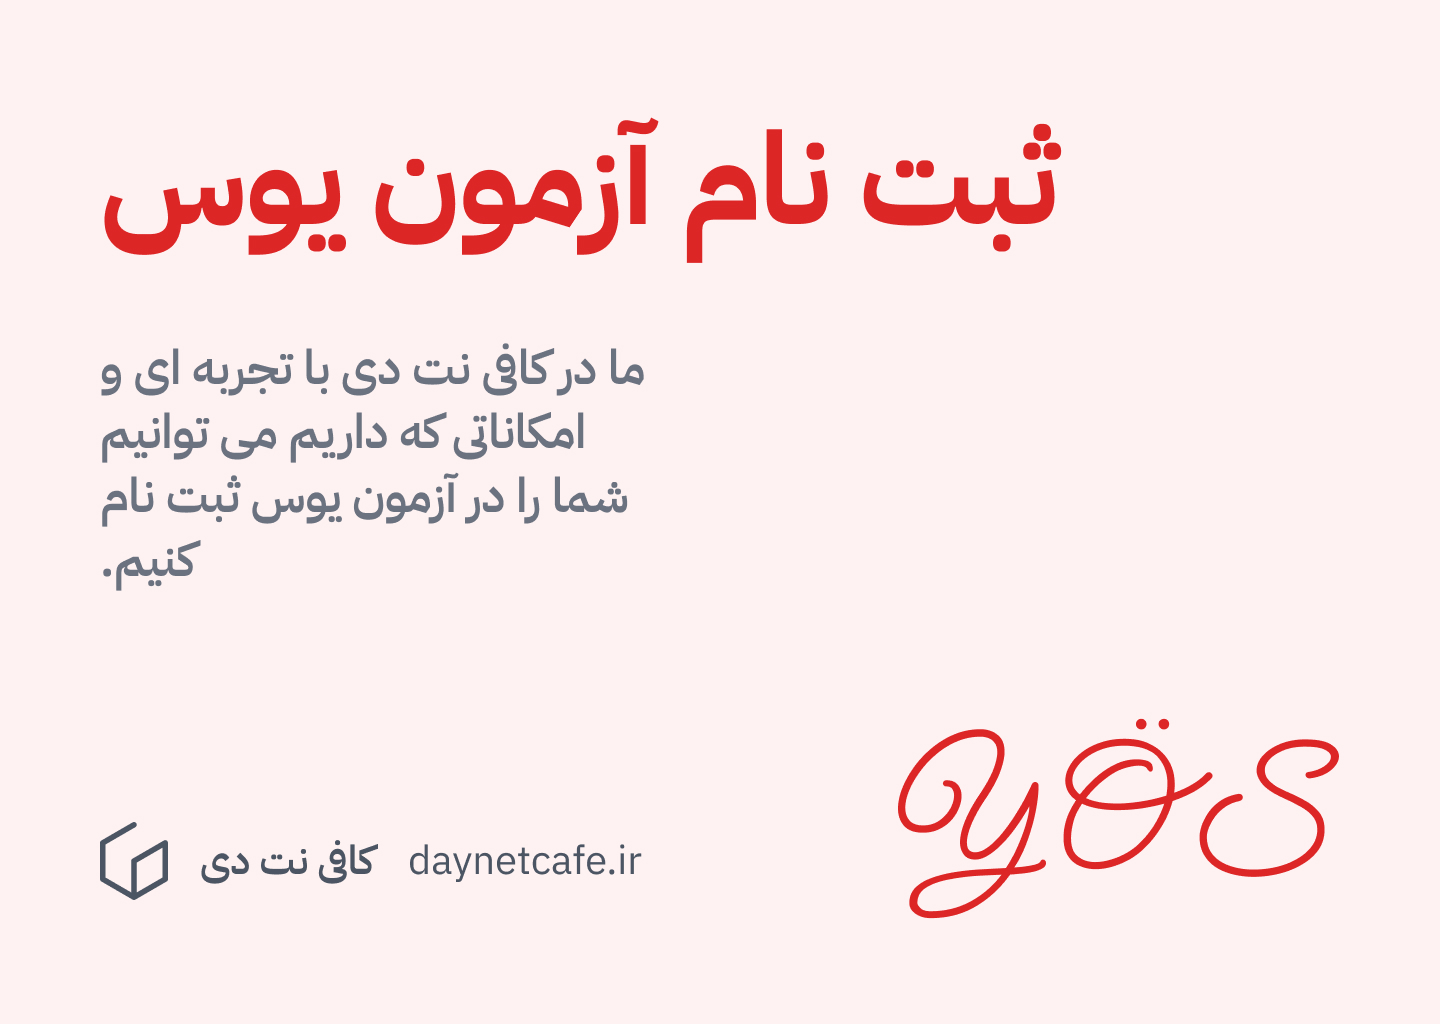 ثبت نام آزمون یوس
ما در کافی نت دی با تجربه ای و
امکاناتی که داریم می توانیم
شما را در آزمون یوس ثبت نام
کنیم.
YÖS
کافی نت دی daynetcafe.ir